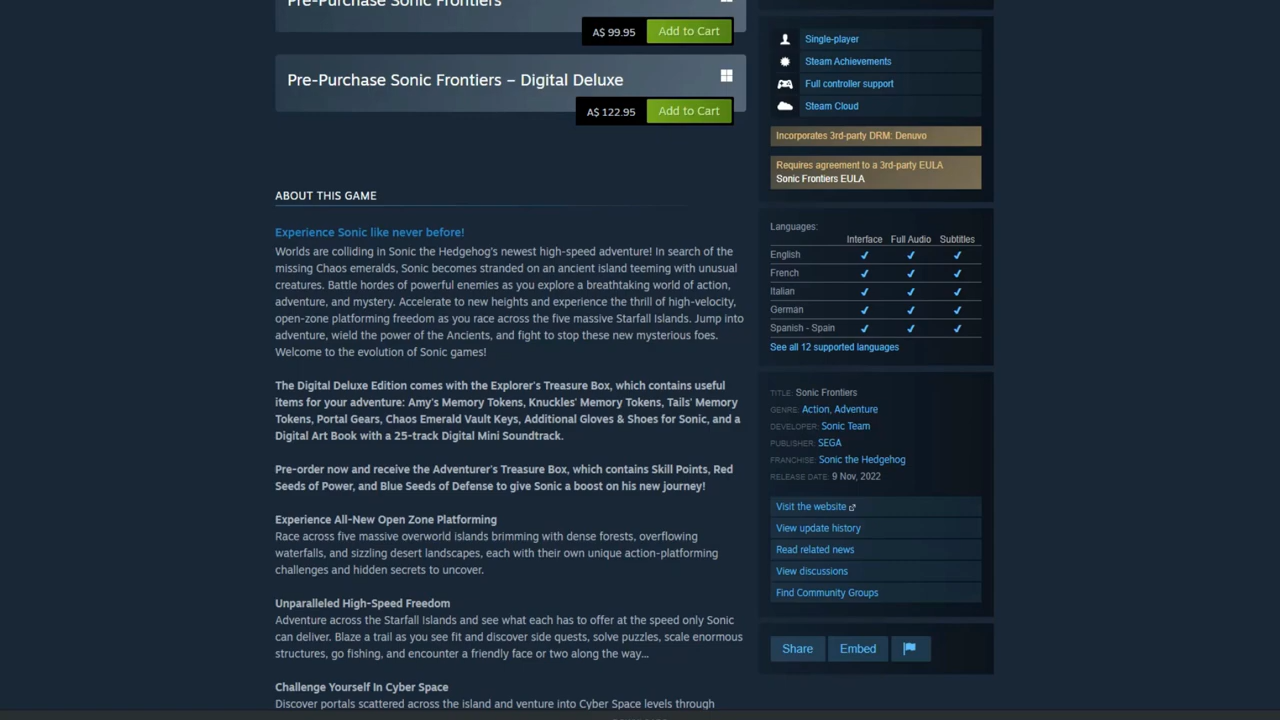 Pre-Purchase Sonic Frontiers
A$ 99.95 Add to Cart
Pre-Purchase Sonic Frontiers – Digital Deluxe
A$ 122.95 Add to Cart
ABOUT THIS GAME
Experience Sonic like never before!
Worlds are colliding in Sonic the Hedgehog's newest high-speed adventure! In search of the
missing Chaos emeralds, Sonic becomes stranded on an ancient island teeming with unusual
creatures. Battle hordes of powerful enemies as you explore a breathtaking world of action,
adventure, and mystery. Accelerate to new heights and experience the thrill of high-velocity,
open-zone platforming freedom as you race across the five massive Starfall Islands. Jump into
adventure, wield the power of the Ancients, and fight to stop these new mysterious foes.
Welcome to the evolution of Sonic games!
The Digital Deluxe Edition comes with the Explorer's Treasure Box, which contains useful
items for your adventure: Amy's Memory Tokens, Knuckles' Memory Tokens, Tails' Memory
Tokens, Portal Gears, Chaos Emerald Vault Keys, Additional Gloves & Shoes for Sonic, and a
Digital Art Book with a 25-track Digital Mini Soundtrack.
Pre-order now and receive the Adventurer's Treasure Box, which contains Skill Points, Red
Seeds of Power, and Blue Seeds of Defense to give Sonic a boost on his new journey!
Experience All-New Open Zone Platforming
Race across five massive overworld islands brimming with dense forests, overflowing
waterfalls, and sizzling desert landscapes, each with their own unique action-platforming
challenges and hidden secrets to uncover.
Unparalleled High-Speed Freedom
Adventure across the Starfall Islands and see what each has to offer at the speed only Sonic
can deliver. Blaze a trail as you see fit and discover side quests, solve puzzles, scale enormous
structures, go fishing, and encounter a friendly face or two along the way...
Challenge Yourself In Cyber Space
Discover portals scattered across the island and venture into Cyber Space levels through
Single-player
Steam Achievements
Full controller support
Steam Cloud
Incorporates 3rd-party DRM: Denuvo
Requires agreement to a 3rd-party EULA
Sonic Frontiers EULA
Languages:
Interface Full Audio Subtitles
English ✔ ✔ ✔
French ✔ ✔ ✔
Italian ✔ ✔ ✔
German ✔ ✔ ✔
Spanish - Spain ✔ ✔ ✔
See all 12 supported languages
TITLE: Sonic Frontiers
GENRE: Action, Adventure
DEVELOPER: Sonic Team
PUBLISHER: SEGA
FRANCHISE: Sonic the Hedgehog
RELEASE DATE: 9 Nov, 2022
Visit the website
View update history
Read related news
View discussions
Find Community Groups
Share Embed